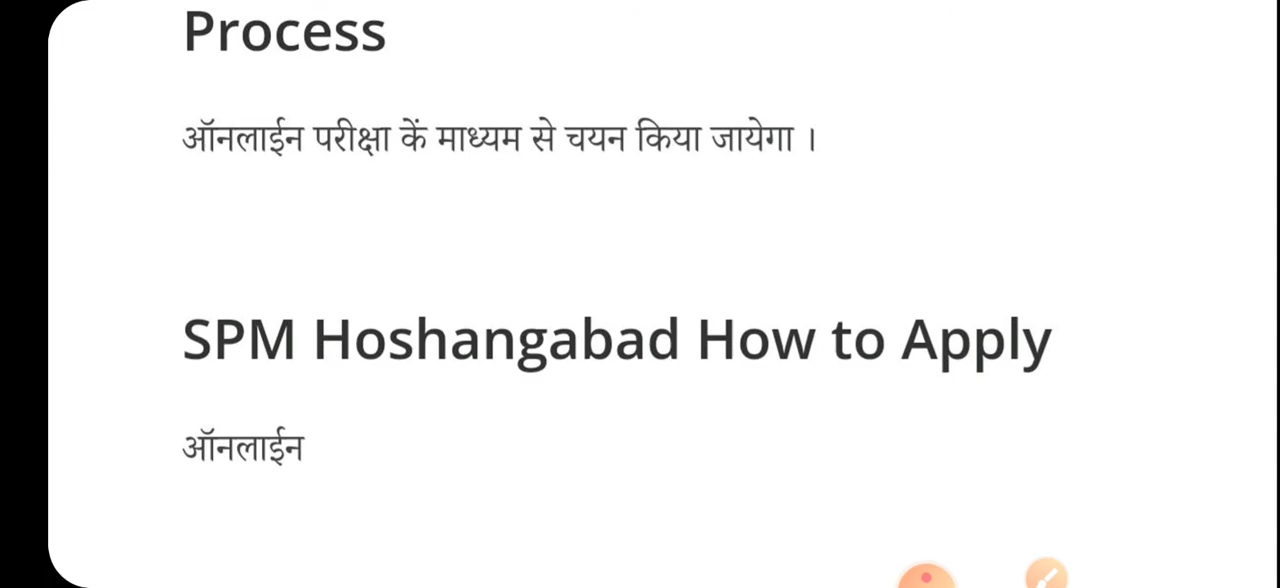 Process
ऑनलाईन परीक्षा कें माध्यम से चयन किया जायेगा ।
SPM Hoshangabad How to Apply
ऑनलाईन